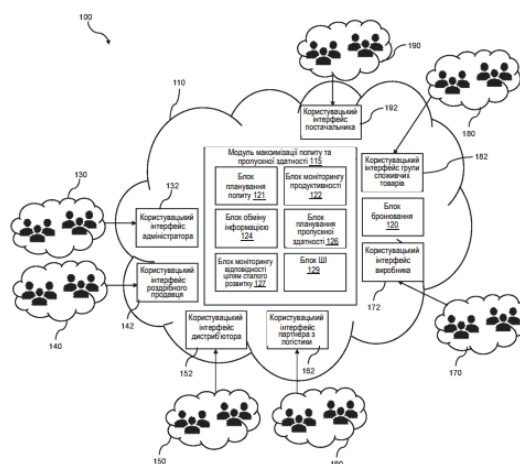 100
190
110
192
Користувацький
інтерфейс
постачальника
180
Модуль максимізації попиту та
пропускної здатності 115
182
Користувацький
інтерфейс групи
споживчих
товарів
130
132
Користувацький
інтерфейс
адміністратора
Блок
планування
попиту 121
Блок моніторингу
продуктивності
122
Блок
бронювання
120
Блок обміну
інформацією
124
Блок
планування
пропускної
здатності 126
140
Користувацький
інтерфейс
роздрібного
продавця
142
Блок моніторингу
відповідності
цілям сталого
розвитку 127
Блок ШІ
129
Користувацький
інтерфейс
виробника
172
170
Користувацький
інтерфейс
дистриб'ютора
152
Користувацький
інтерфейс
партнера з
логістики
162
150
160